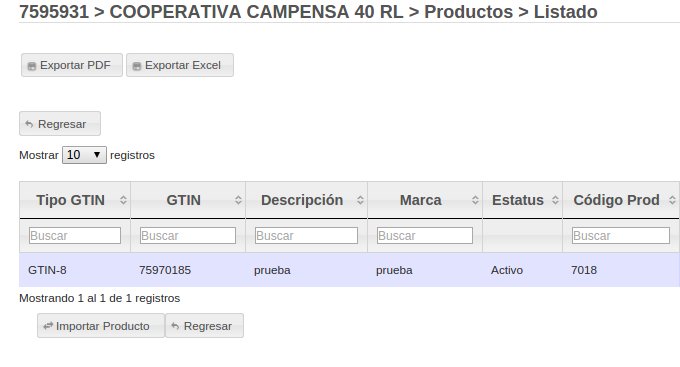 7595931 > COOPERATIVA CAMPENSA 40 RL > Productos > Listado
Exportar PDF Exportar Excel
Regresar
Mostrar 10 registros
Tipo GTIN GTIN Descripción Marca Estatus Código Prod
Buscar Buscar Buscar Buscar Buscar
GTIN-8 75970185 prueba prueba Activo 7018
Mostrando 1 al 1 de 1 registros
Importar Producto Regresar